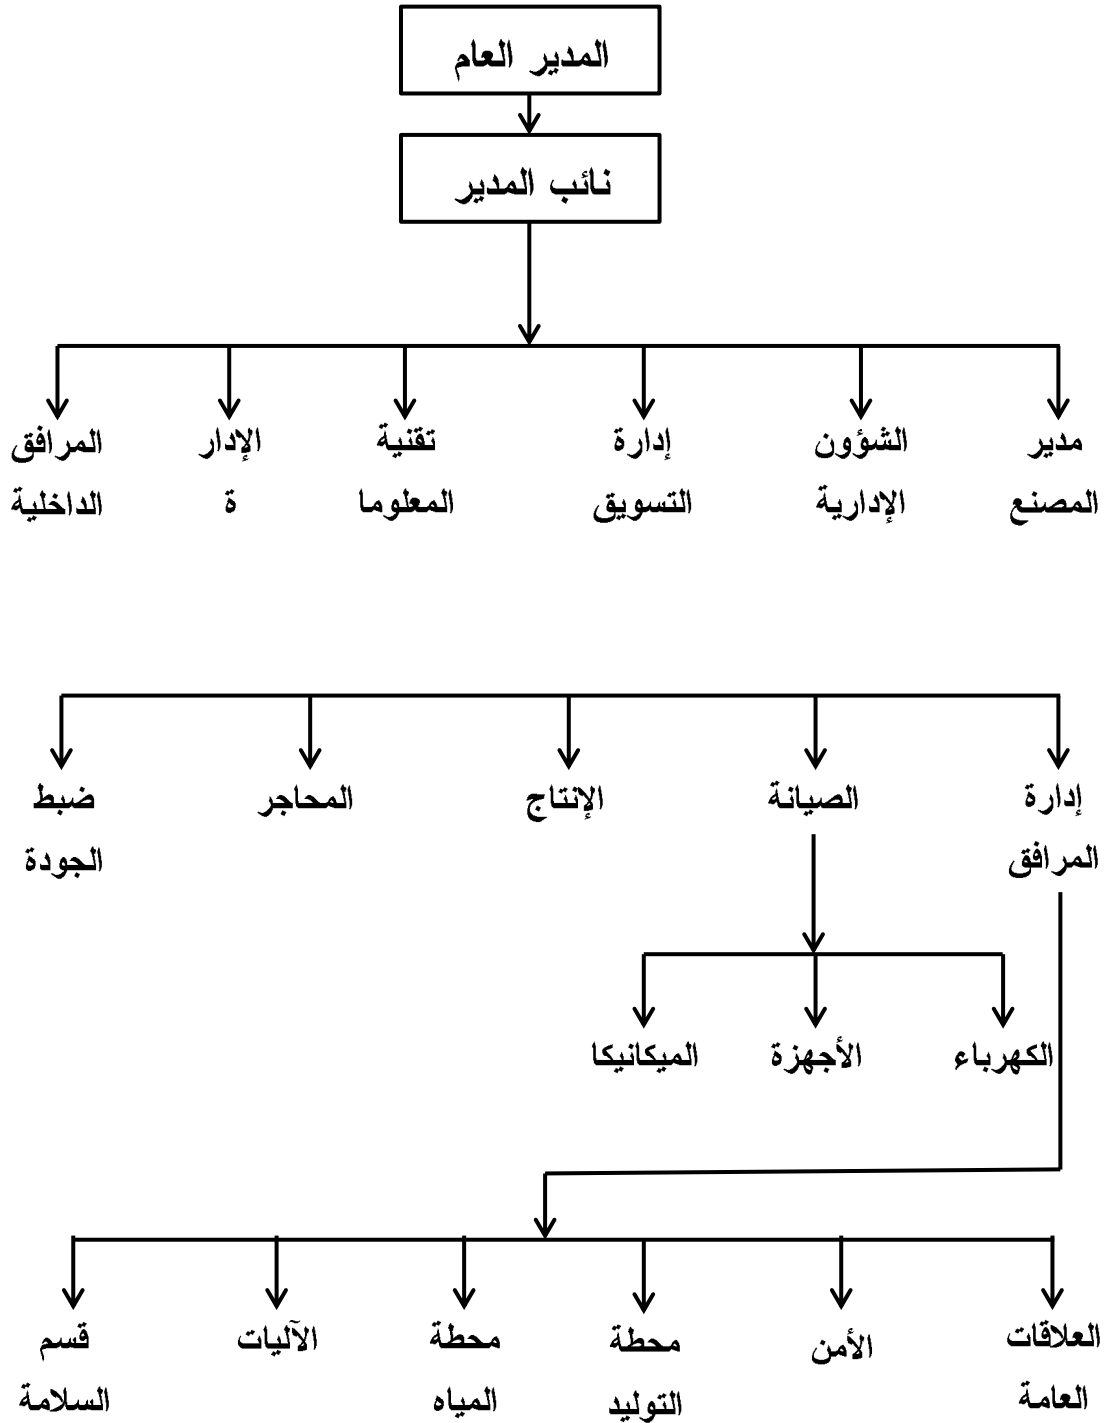 المدير العام
نائب المدير
مدير
المصنع
الشؤون
الإدارية
إدارة
التسويق
تقنية
المعلوما
الإدار
ة
المرافق
الداخلية
إدارة
المرافق
الصيانة
الإنتاج
المحاجر
ضبط
الجودة
الكهرباء
الأجهزة
الميكانيكا
العلاقات
العامة
الأمن
محطة
التوليد
محطة
المياه
الآليات
قسم
السلامة